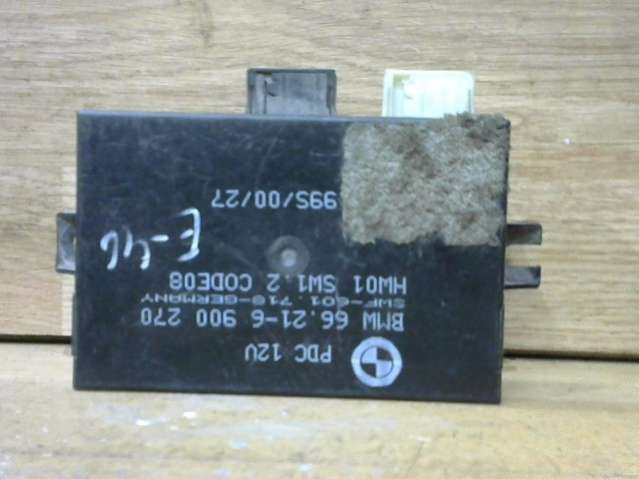 PDC 12V
BMW 66.21-6 900 270
SWF-601.716-GERMANY
HW01 SW1.2 CODE08
E-46
995/00/27